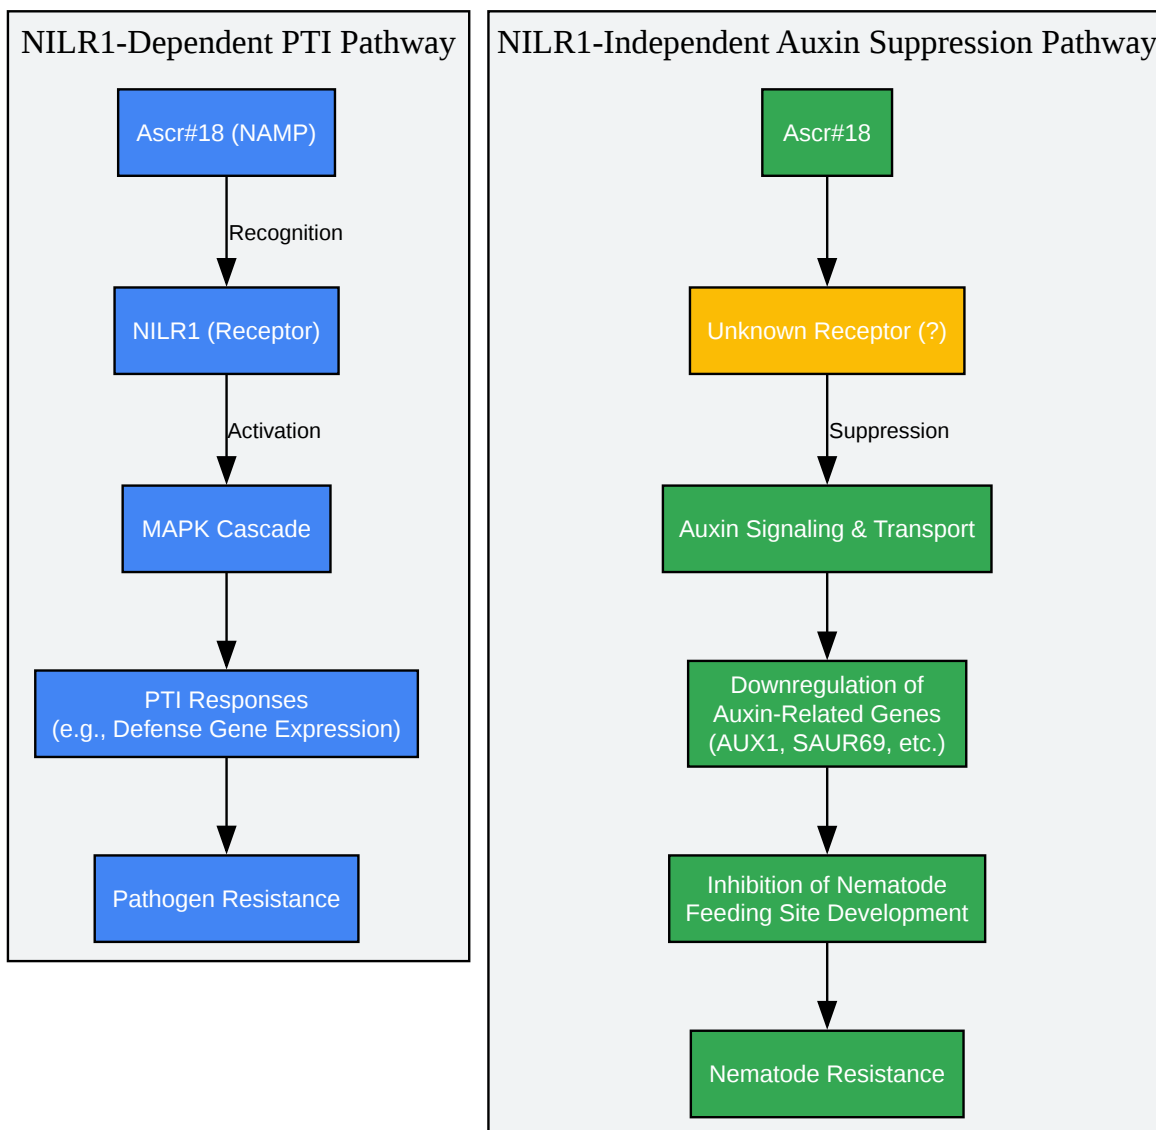 NILR1-Dependent PTI Pathway
Ascr#18 (NAMP)
Recognition
NILR1 (Receptor)
Activation
MAPK Cascade
PTI Responses
(e.g., Defense Gene Expression)
Pathogen Resistance
NILR1-Independent Auxin Suppression Pathway
Ascr#18
Unknown Receptor (?)
Suppression
Auxin Signaling & Transport
Downregulation of
Auxin-Related Genes
(AUX1, SAUR69, etc.)
Inhibition of Nematode
Feeding Site Development
Nematode Resistance